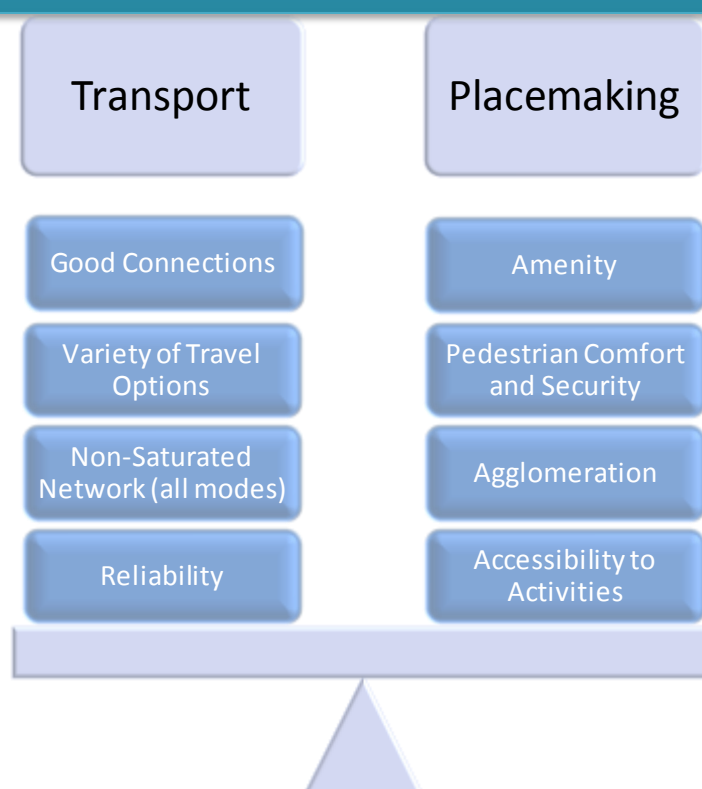 Transport
Placemaking
Good Connections
Amenity
Variety of Travel
Options
Pedestrian Comfort
and Security
Non-Saturated
Network (all modes)
Agglomeration
Reliability
Accessibility to
Activities